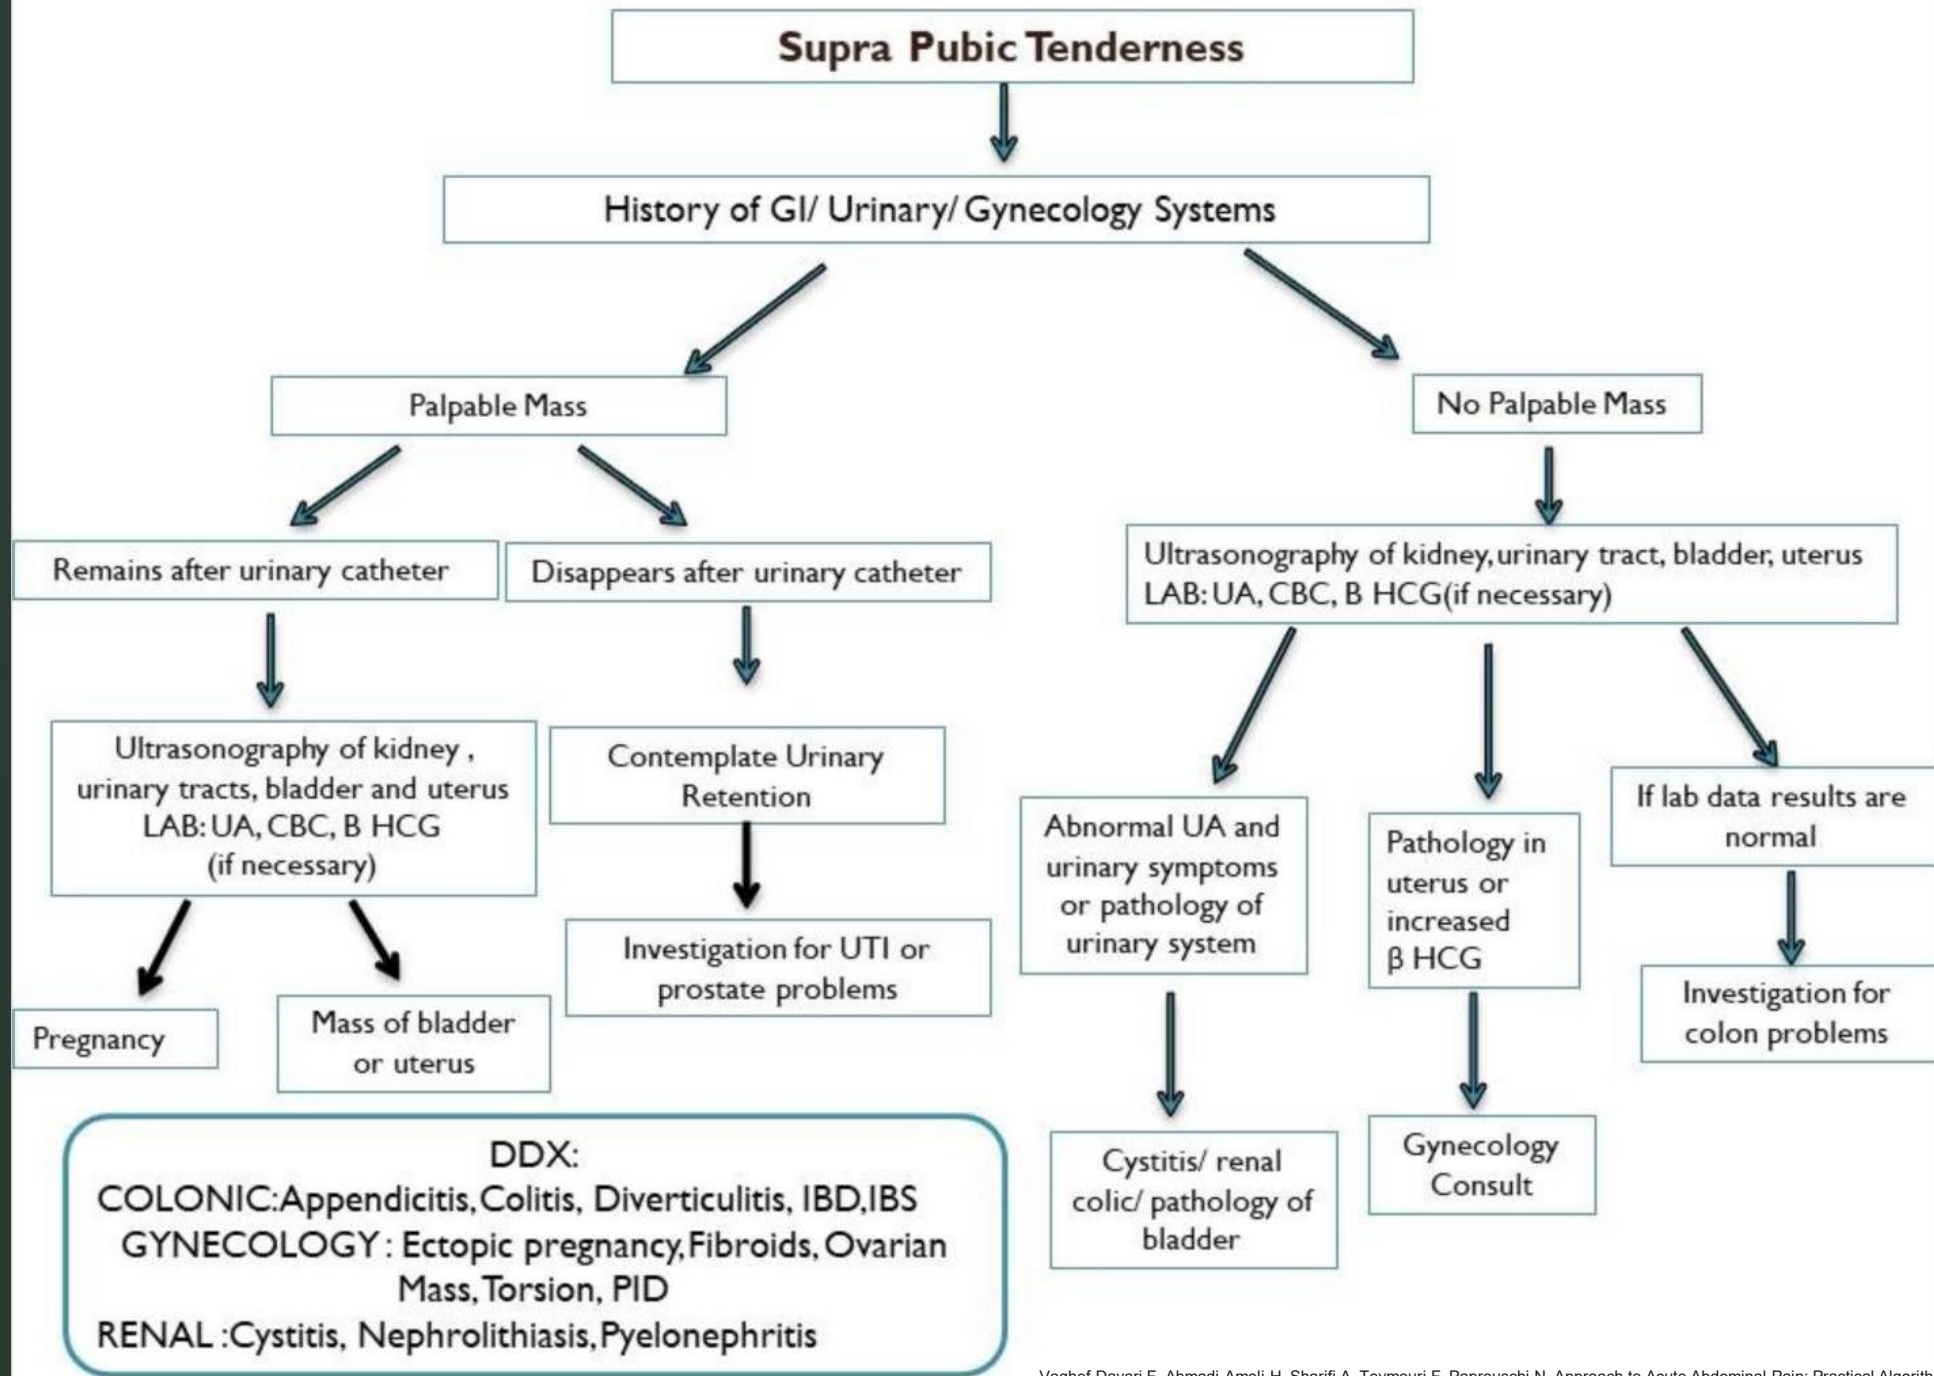 Supra Pubic Tenderness
History of GI/ Urinary/ Gynecology Systems
Palpable Mass
No Palpable Mass
Remains after urinary catheter
Disappears after urinary catheter
Ultrasonography of kidney, urinary tract, bladder, uterus
LAB: UA, CBC, B HCG(if necessary)
Ultrasonography of kidney ,
urinary tracts, bladder and uterus
LAB: UA, CBC, B HCG
(if necessary)
Contemplate Urinary
Retention
Abnormal UA and
urinary symptoms
or pathology of
urinary system
Pathology in
uterus or
increased
β HCG
If lab data results are
normal
Investigation for UTI or
prostate problems
Investigation for
colon problems
Pregnancy
Mass of bladder
or uterus
Cystitis/ renal
colic/ pathology of
bladder
Gynecology
Consult
DDX:
COLONIC:Appendicitis, Colitis, Diverticulitis, IBD,IBS
GYNECOLOGY : Ectopic pregnancy, Fibroids, Ovarian
Mass, Torsion, PID
RENAL :Cystitis, Nephrolithiasis, Pyelonephritis